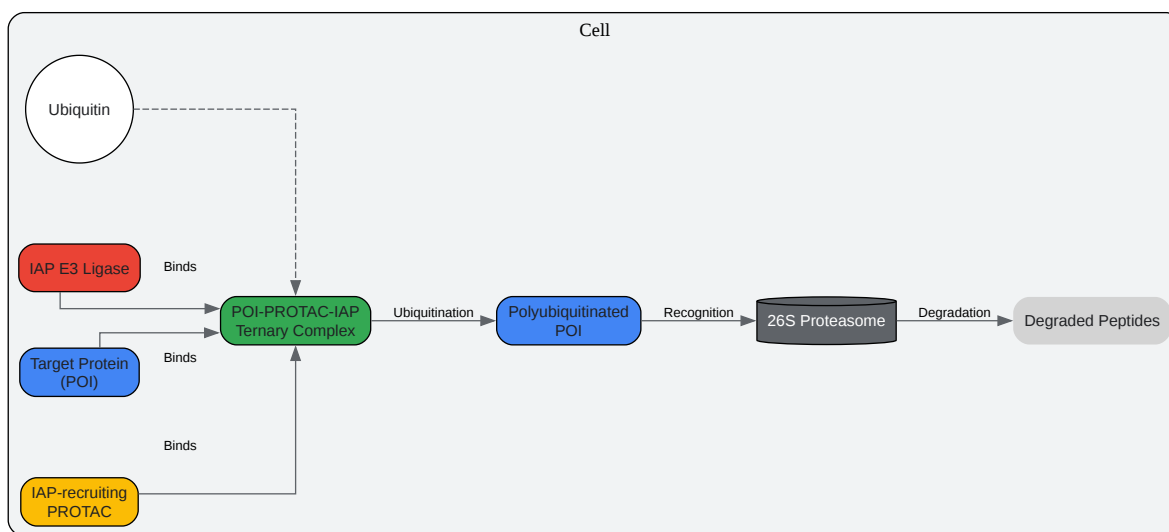 Cell
Ubiquitin
IAP E3 Ligase
Binds
POI-PROTAC-IAP
Ternary Complex
Ubiquitination
Polyubiquitinated
POI
Recognition
26S Proteasome
Degradation
Degraded Peptides
Target Protein
(POI)
Binds
Binds
IAP-recruiting
PROTAC